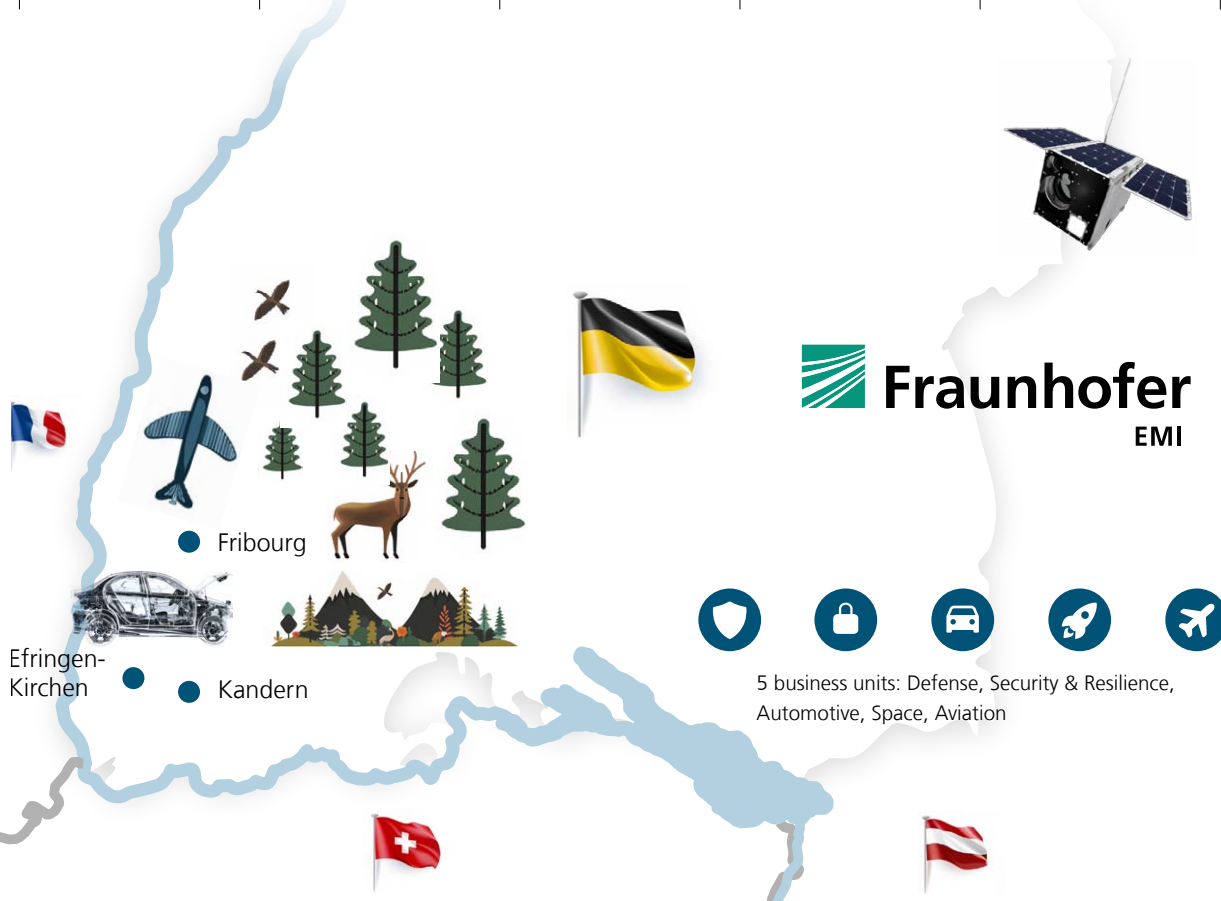 Fraunhofer
EMI
Fribourg
Efringen-
Kirchen
Kandern
5 business units: Defense, Security & Resilience,
Automotive, Space, Aviation